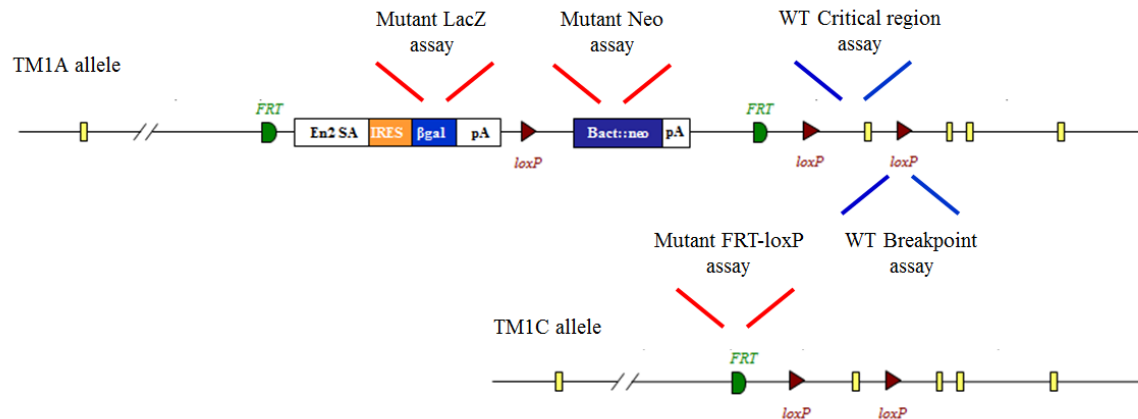 Mutant LacZ
assay
Mutant Neo
assay
WT Critical region
assay
TM1A allele
FRT
FRT
En2 SA
IRES
βgal
pA
Bact::neo
pA
loxP
loxP
loxP
Mutant FRT-loxP
assay
WT Breakpoint
assay
TM1C allele
FRT
loxP
loxP